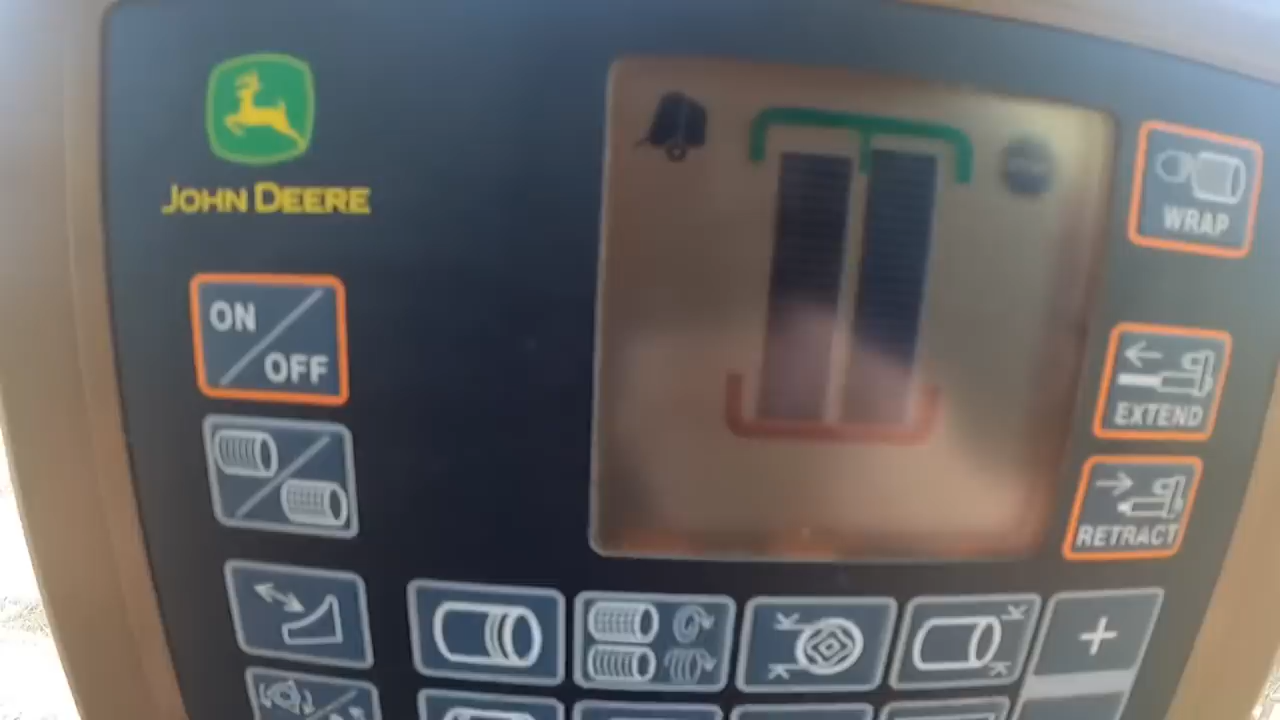 JOHN DEERE
WRAP
ON
OFF
EXTEND
RETRACT
+